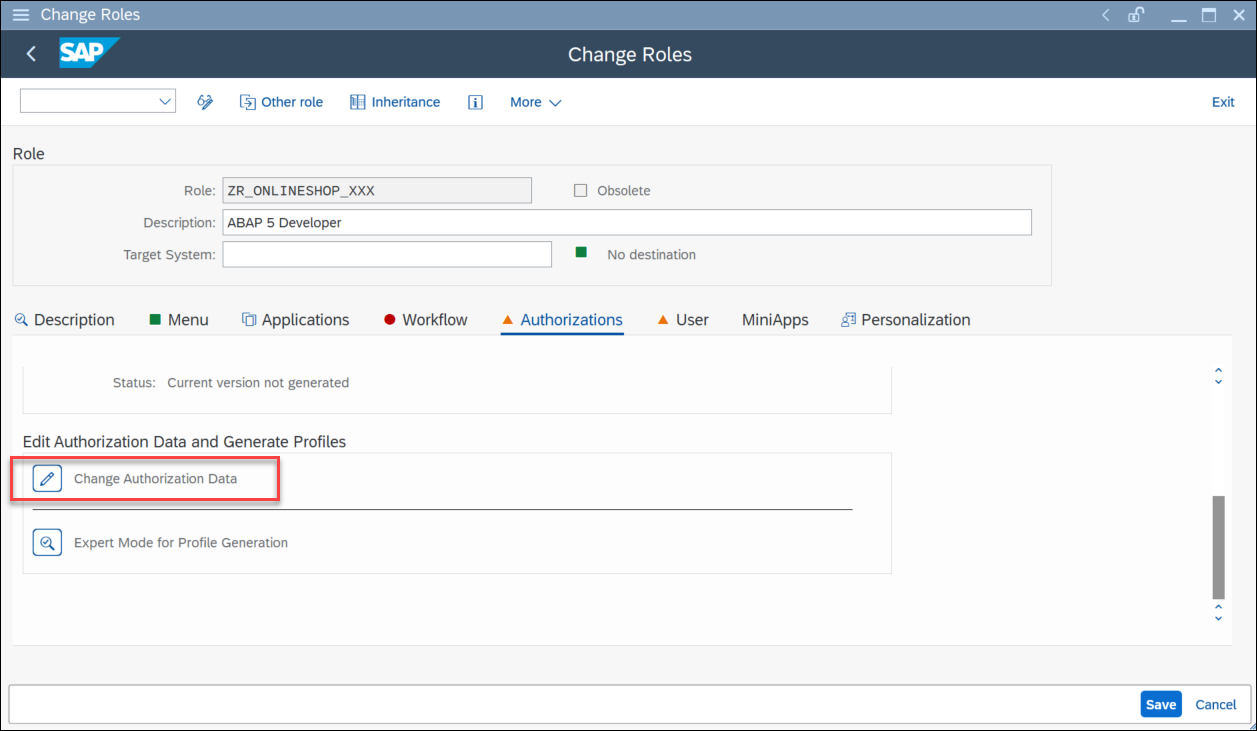 Change Roles
SAP Change Roles
Other role Inheritance More Exit
Role
Role: ZR_ONLINESHOP_XXX Obsolete
Description: ABAP 5 Developer
Target System: No destination
Description Menu Applications Workflow Authorizations User MiniApps Personalization
Status: Current version not generated
Edit Authorization Data and Generate Profiles
Change Authorization Data
Expert Mode for Profile Generation
Save Cancel